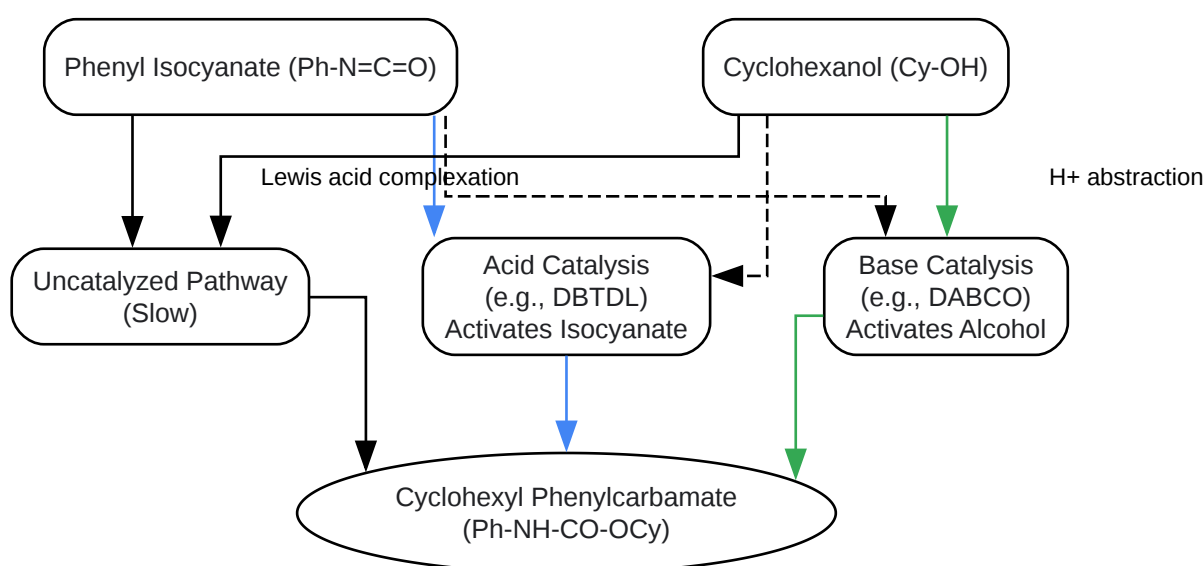 Phenyl Isocyanate (Ph-N=C=O)
Cyclohexanol (Cy-OH)
Lewis acid complexation
H+ abstraction
Uncatalyzed Pathway
(Slow)
Acid Catalysis
(e.g., DBTDL)
Activates Isocyanate
Base Catalysis
(e.g., DABCO)
Activates Alcohol
Cyclohexyl Phenylcarbamate
(Ph-NH-CO-OCy)